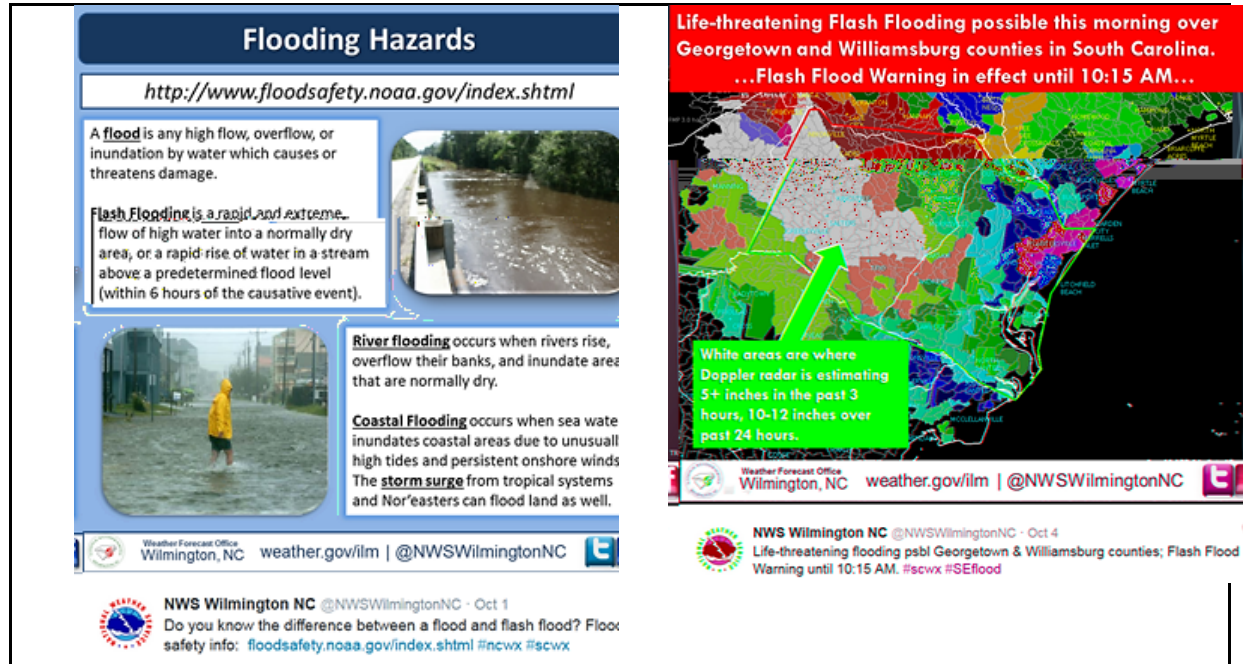 Flooding Hazards
http://www.floodsafety.noaa.gov/index.shtml
A flood is any high flow, overflow, or
inundation by water which causes or
threatens damage.
Flash Flooding is a rapid and extreme
flow of high water into a normally dry
area, or a rapid rise of water in a stream
above a predetermined flood level
(within 6 hours of the causative event).
River flooding occurs when rivers rise,
overflow their banks, and inundate area
that are normally dry.
Coastal Flooding occurs when sea wate
inundates coastal areas due to unusuall
high tides and persistent onshore winds
The storm surge from tropical systems
and Nor'easters can flood land as well.
Weather Forecast Office
Wilmington, NC weather.gov/ilm | @NWSWilmingtonNC
NWS Wilmington NC @NWSWilmingtonNC · Oct 1
Do you know the difference between a flood and flash flood? Flood
safety info: floodsafety.noaa.gov/index.shtml #ncwx #scwx
Life-threatening Flash Flooding possible this morning over
Georgetown and Williamsburg counties in South Carolina.
...Flash Flood Warning in effect until 10:15 AM...
MYRTLE
BEACH
LITCHFIELD
BEACH
MCCLELLANVILLE
White areas are where
Doppler radar is estimating
5+ inches in the past 3
hours, 10-12 inches over
past 24 hours.
Weather Forecast Office
Wilmington, NC weather.gov/ilm | @NWSWilmingtonNC
NWS Wilmington NC @NWSWilmingtonNC · Oct 4
Life-threatening flooding psbl Georgetown & Williamsburg counties; Flash Flood
Warning until 10:15 AM. #scwx #SEflood